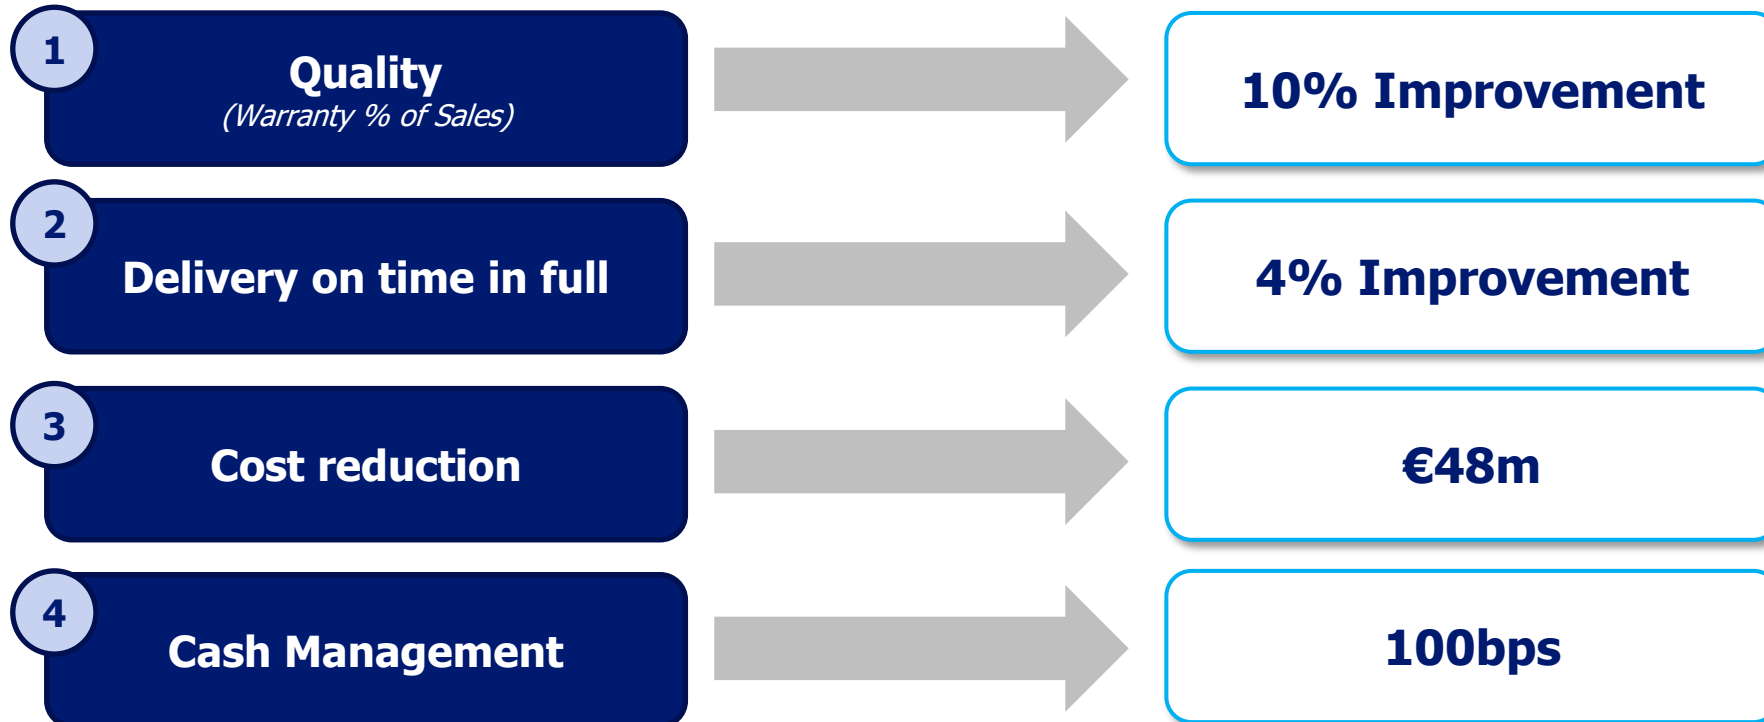 1
Quality
(Warranty % of Sales)
10% Improvement
2
Delivery on time in full
4% Improvement
3
Cost reduction
€48m
4
Cash Management
100bps